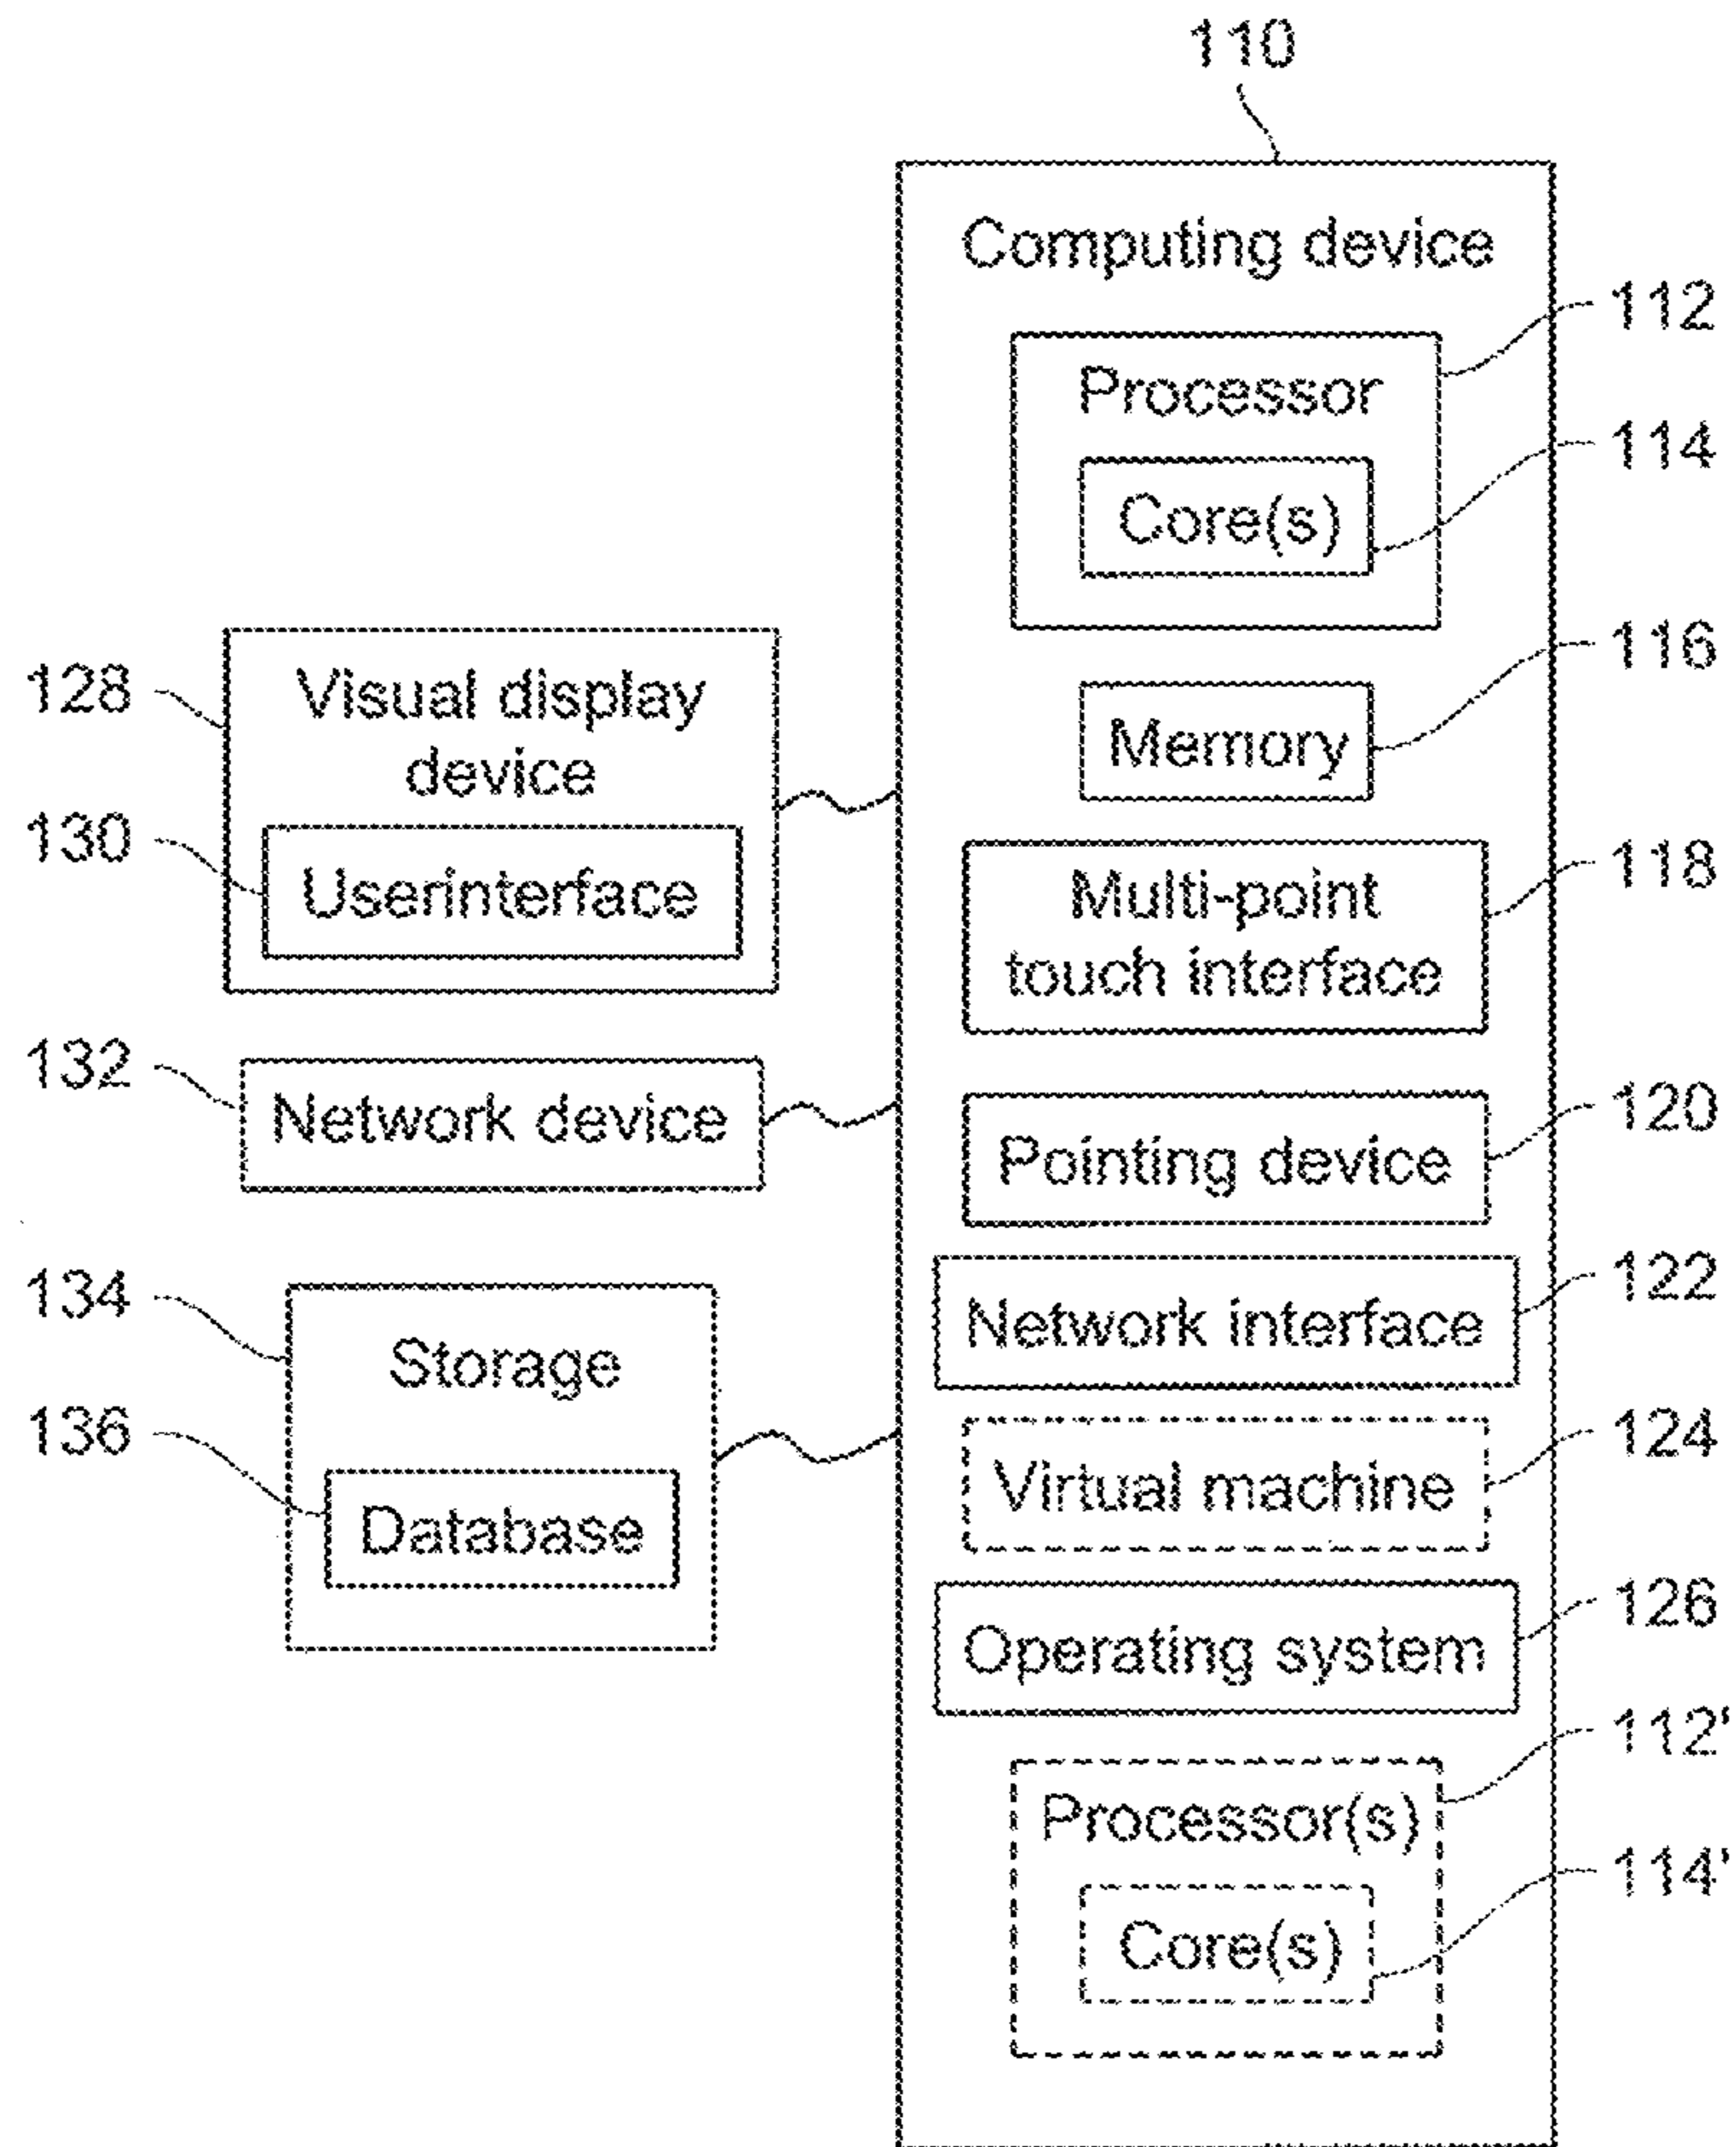 110
Computing device
112
Processor
114
Core(s)
116
Memory
128
Visual display
device
130
Userinterface
118
Multi-point
touch interface
132
Network device
120
Pointing device
122
Network interface
134
Storage
136
Database
124
Virtual machine
126
Operating system
112'
Processor(s)
114'
Core(s)